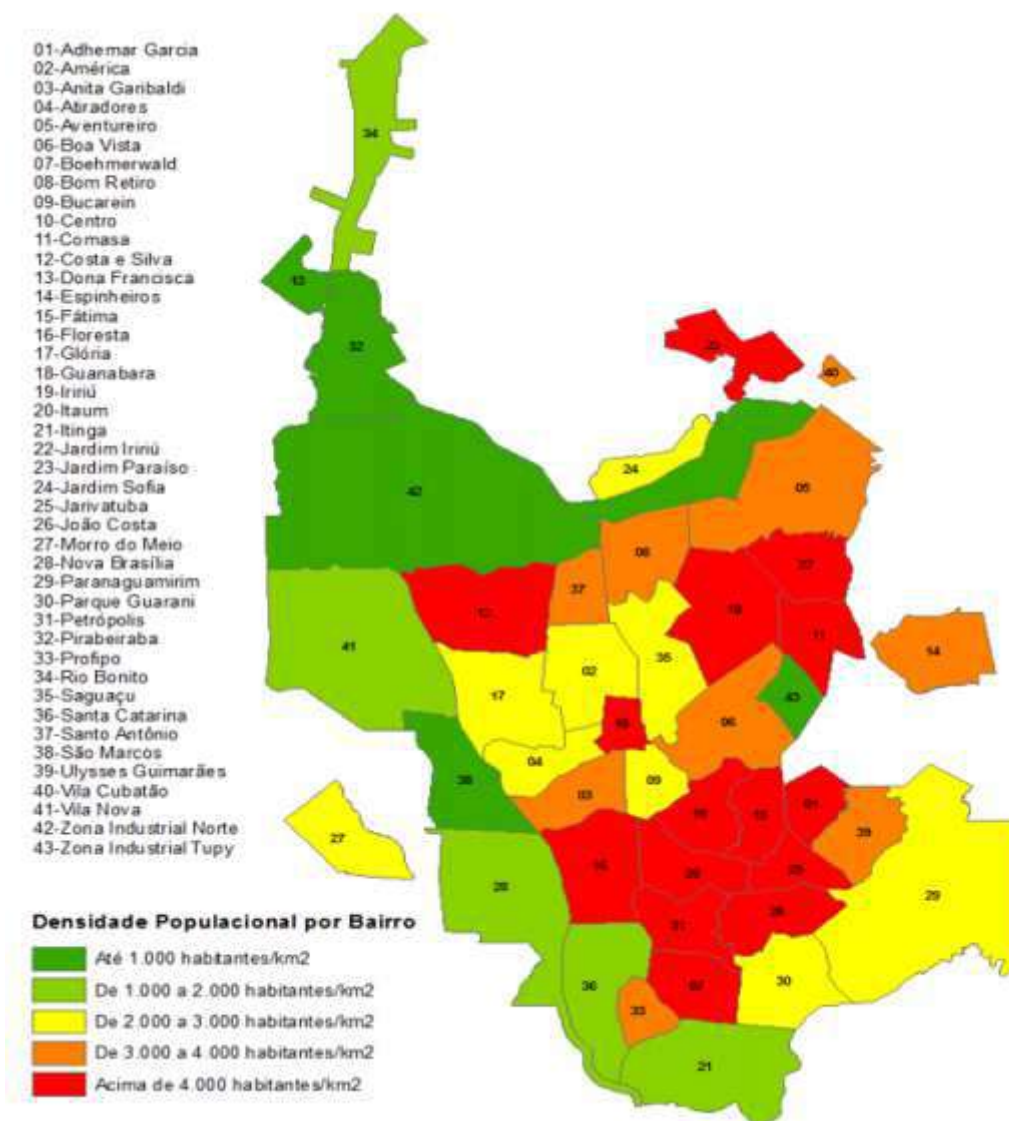 01-Adhemar Garcia
02-América
03-Anita Garibaldi
04-Atiradores
05-Aventureiro
06-Boa Vista
07-Boehmerwald
08-Bom Retiro
09-Bucarein
10-Centro
11-Comasa
12-Costa e Silva
13-Dona Francisca
14-Espinheiros
15-Fátima
16-Floresta
17-Glória
18-Guanabara
19-Iririú
20-Itaum
21-Itinga
22-Jardim Iririú
23-Jardim Paraíso
24-Jardim Sofia
25-Jarivatuba
26-João Costa
27-Morro do Meio
28-Nova Brasília
29-Paranaguamirim
30-Parque Guarani
31-Petrópolis
32-Pirabeiraba
33-Profipo
34-Rio Bonito
35-Saguaçu
36-Santa Catarina
37-Santo Antônio
38-São Marcos
39-Ulysses Guimarães
40-Vila Cubatão
41-Vila Nova
42-Zona Industrial Norte
43-Zona Industrial Tupy
Densidade Populacional por Bairro
Até 1.000 habitantes/km2
De 1.000 a 2.000 habitantes/km2
De 2.000 a 3.000 habitantes/km2
De 3.000 a 4.000 habitantes/km2
Acima de 4.000 habitantes/km2
34
13
32
40
24
42
05
08
37
41
35
11
14
02
17
43
06
04
09
03
01
39
27
28
29
30
36
07
33
21